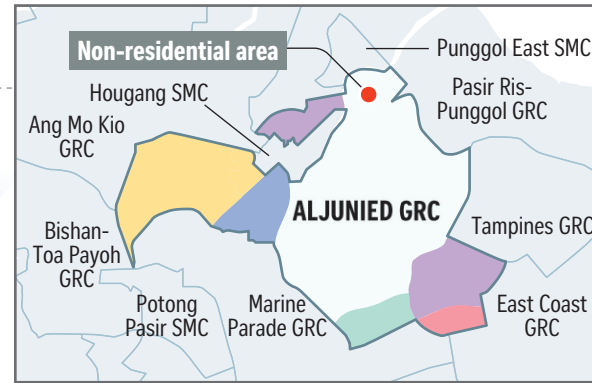 Non-residential area
Punggol East SMC
Hougang SMC
Pasir Ris-
Punggol GRC
Ang Mo Kio
GRC
ALJUNIED GRC
Tampines GRC
Bishan-
Toa Payoh
GRC
Potong
Pasir SMC
Marine
Parade GRC
East Coast
GRC